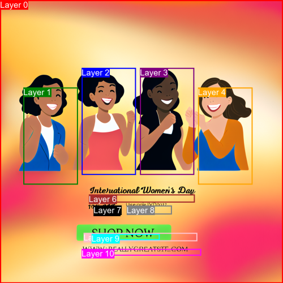 Layer 0
Layer 2
Layer 3
Layer 1
Layer 4
International Women's Day
Layer 6
Layer 7 Layer 8
SHOP NOW
Layer 9
WWW.REALLYGREATSITE.COM
Layer 10